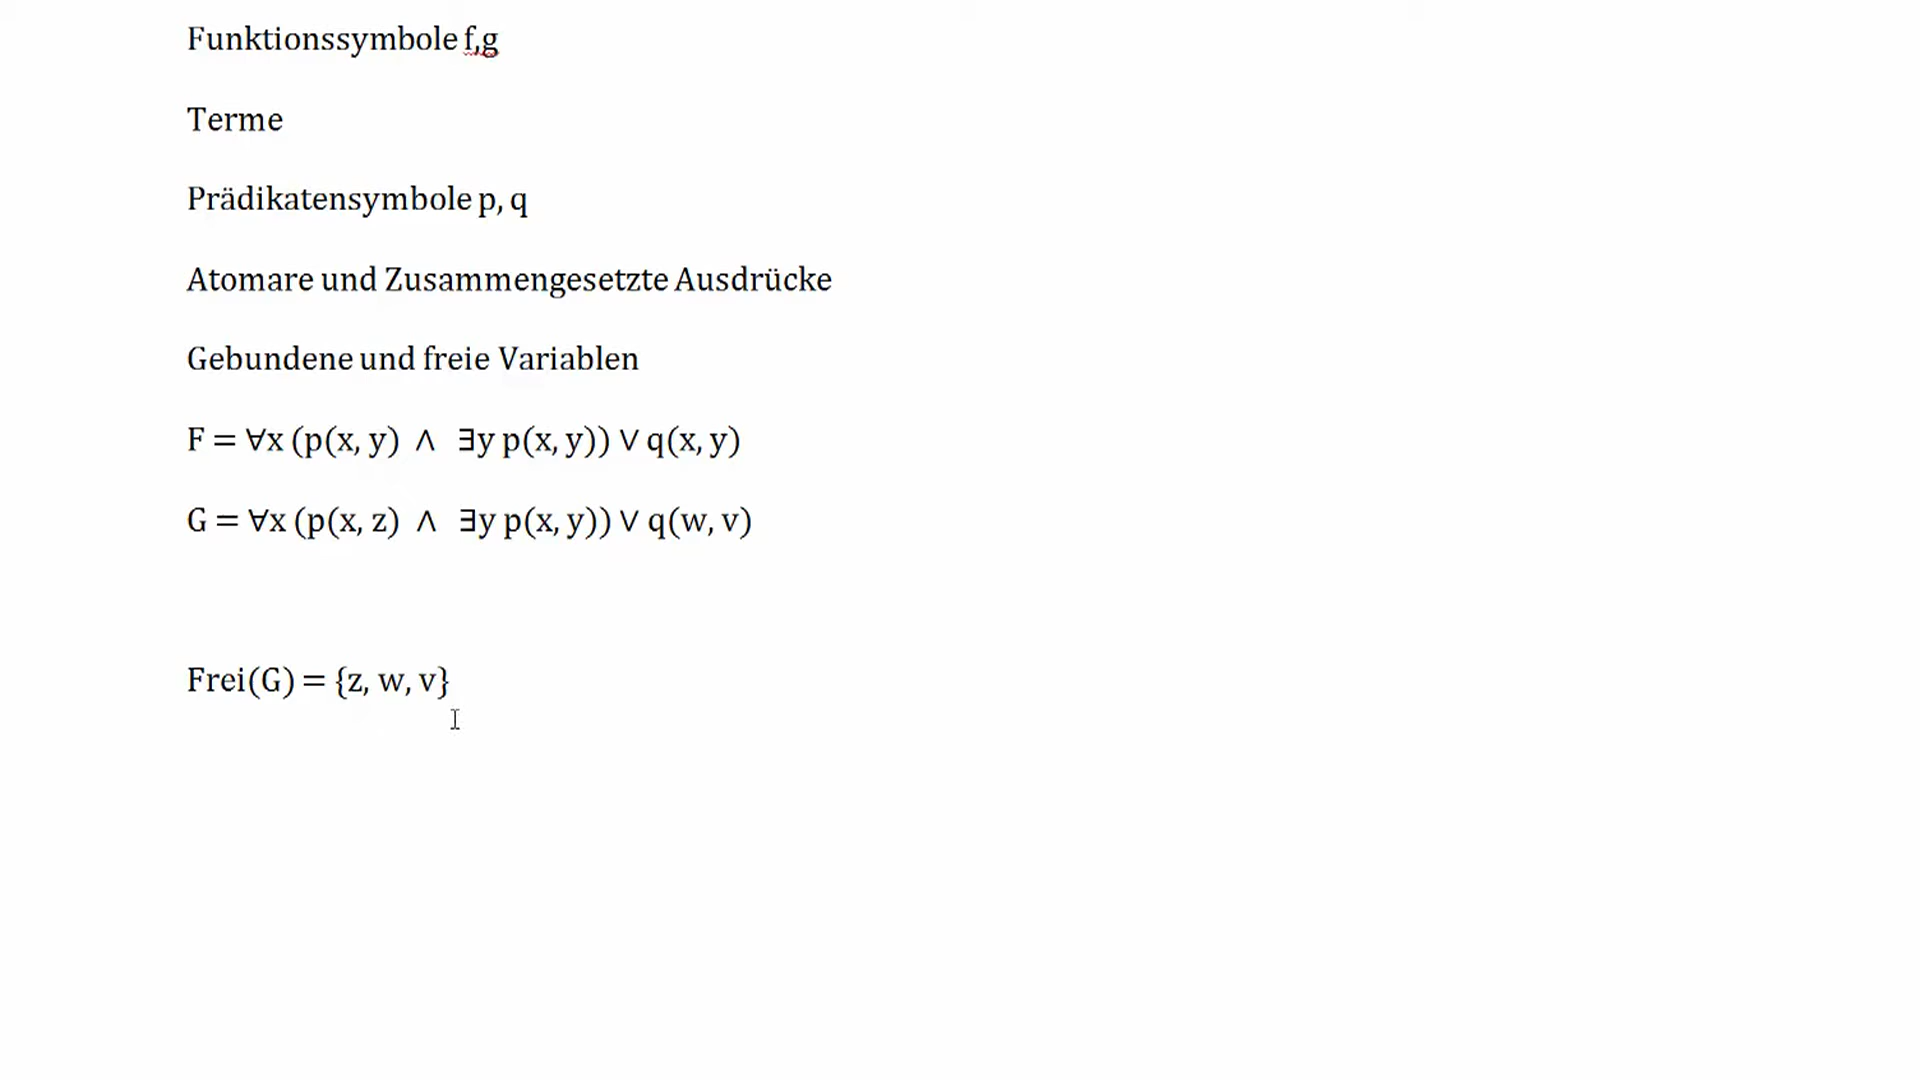 Funktionssymbole f,g
Terme
Prädikatensymbole p, q
Atomare und Zusammengesetzte Ausdrücke
Gebundene und freie Variablen
F = ∀x (p(x, y) ∧ ∃y p(x, y)) ∨ q(x, y)
G = ∀x (p(x, z) ∧ ∃y p(x, y)) ∨ q(w, v)
Frei(G) = {z, w, v}